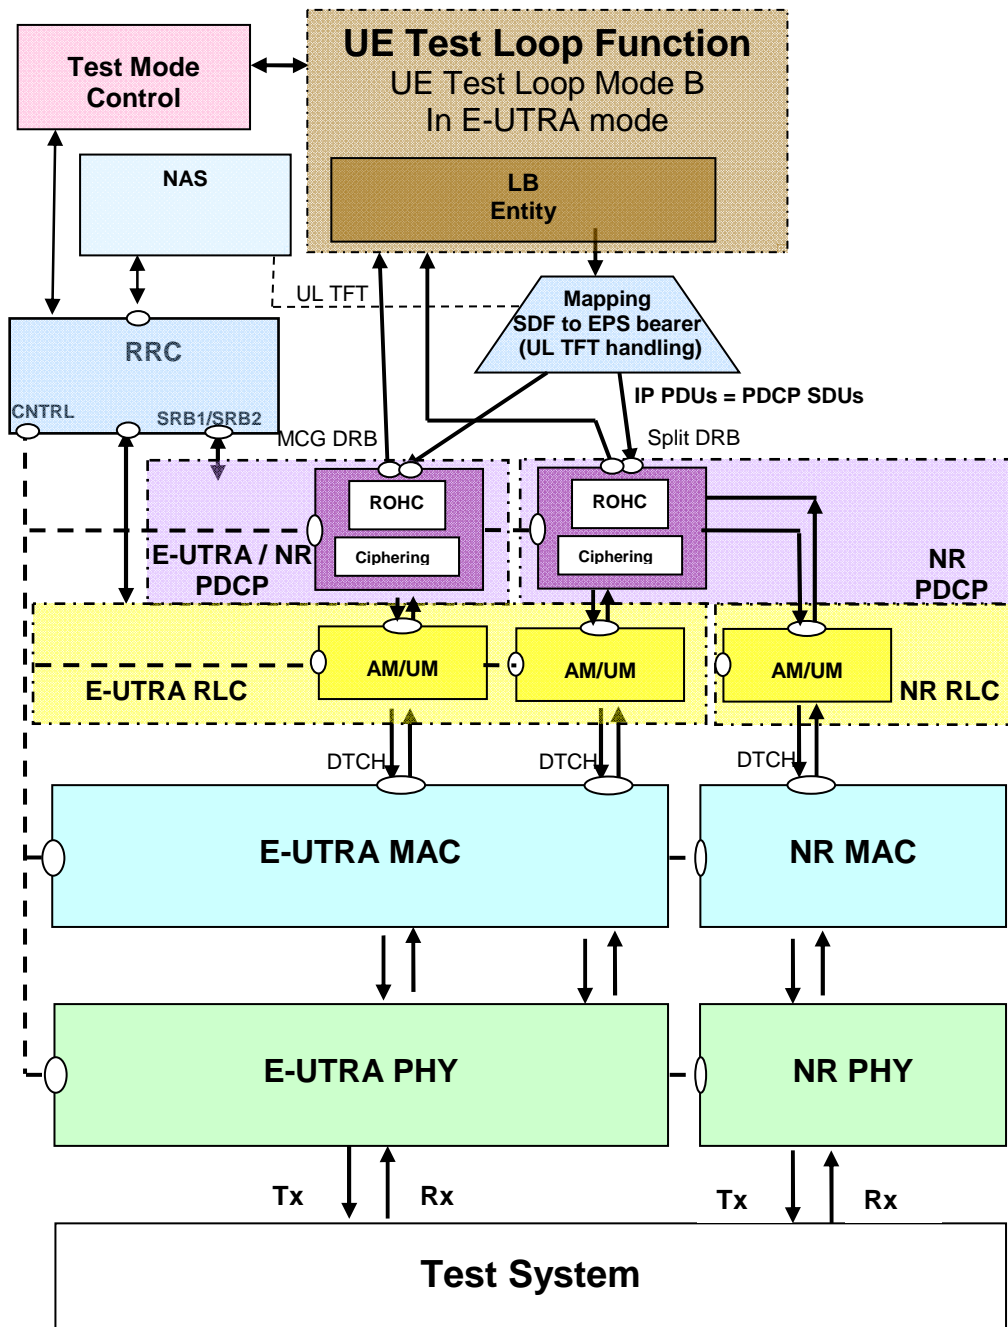 UE Test Loop Function
UE Test Loop Mode B
In E-UTRA mode
Test Mode
Control
NAS
LB
Entity
UL TFT
Mapping
SDF to EPS bearer
(UL TFT handling)
RRC
CNTRL
SRB1/SRB2
IP PDUs = PDCP SDUs
MCG DRB
Split DRB
ROHC
Ciphering
ROHC
Ciphering
E-UTRA / NR
PDCP
NR
PDCP
AM/UM
AM/UM
AM/UM
E-UTRA RLC
NR RLC
DTCH
DTCH
DTCH
E-UTRA MAC
NR MAC
E-UTRA PHY
NR PHY
Tx
Rx
Tx
Rx
Test System